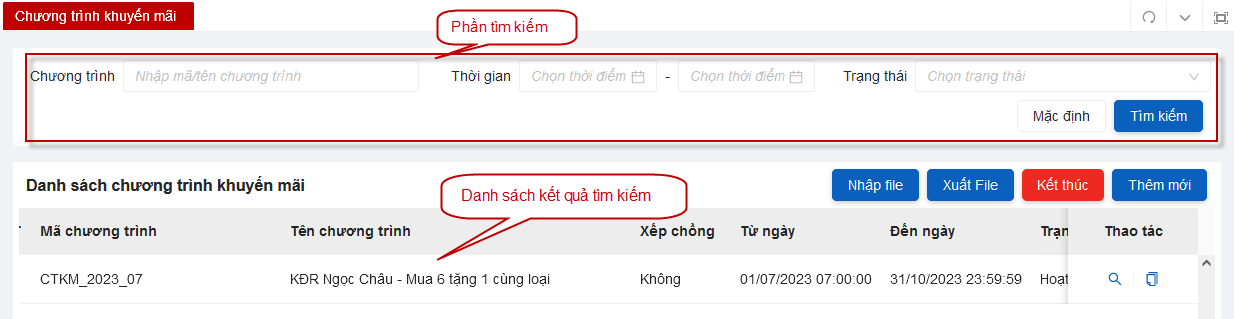 Chương trình khuyến mãi
Phần tìm kiếm
Chương trình Nhập mã/tên chương trình Thời gian Chọn thời điểm - Chọn thời điểm Trạng thái Chọn trạng thái
Mặc định Tìm kiếm
Danh sách chương trình khuyến mãi Nhập file Xuất File Kết thúc Thêm mới
Danh sách kết quả tìm kiếm
Mã chương trình Tên chương trình Xếp chồng Từ ngày Đến ngày Trạn Thao tác
CTKM_2023_07 KĐR Ngọc Châu - Mua 6 tặng 1 cùng loại Không 01/07/2023 07:00:00 31/10/2023 23:59:59 Hoạt